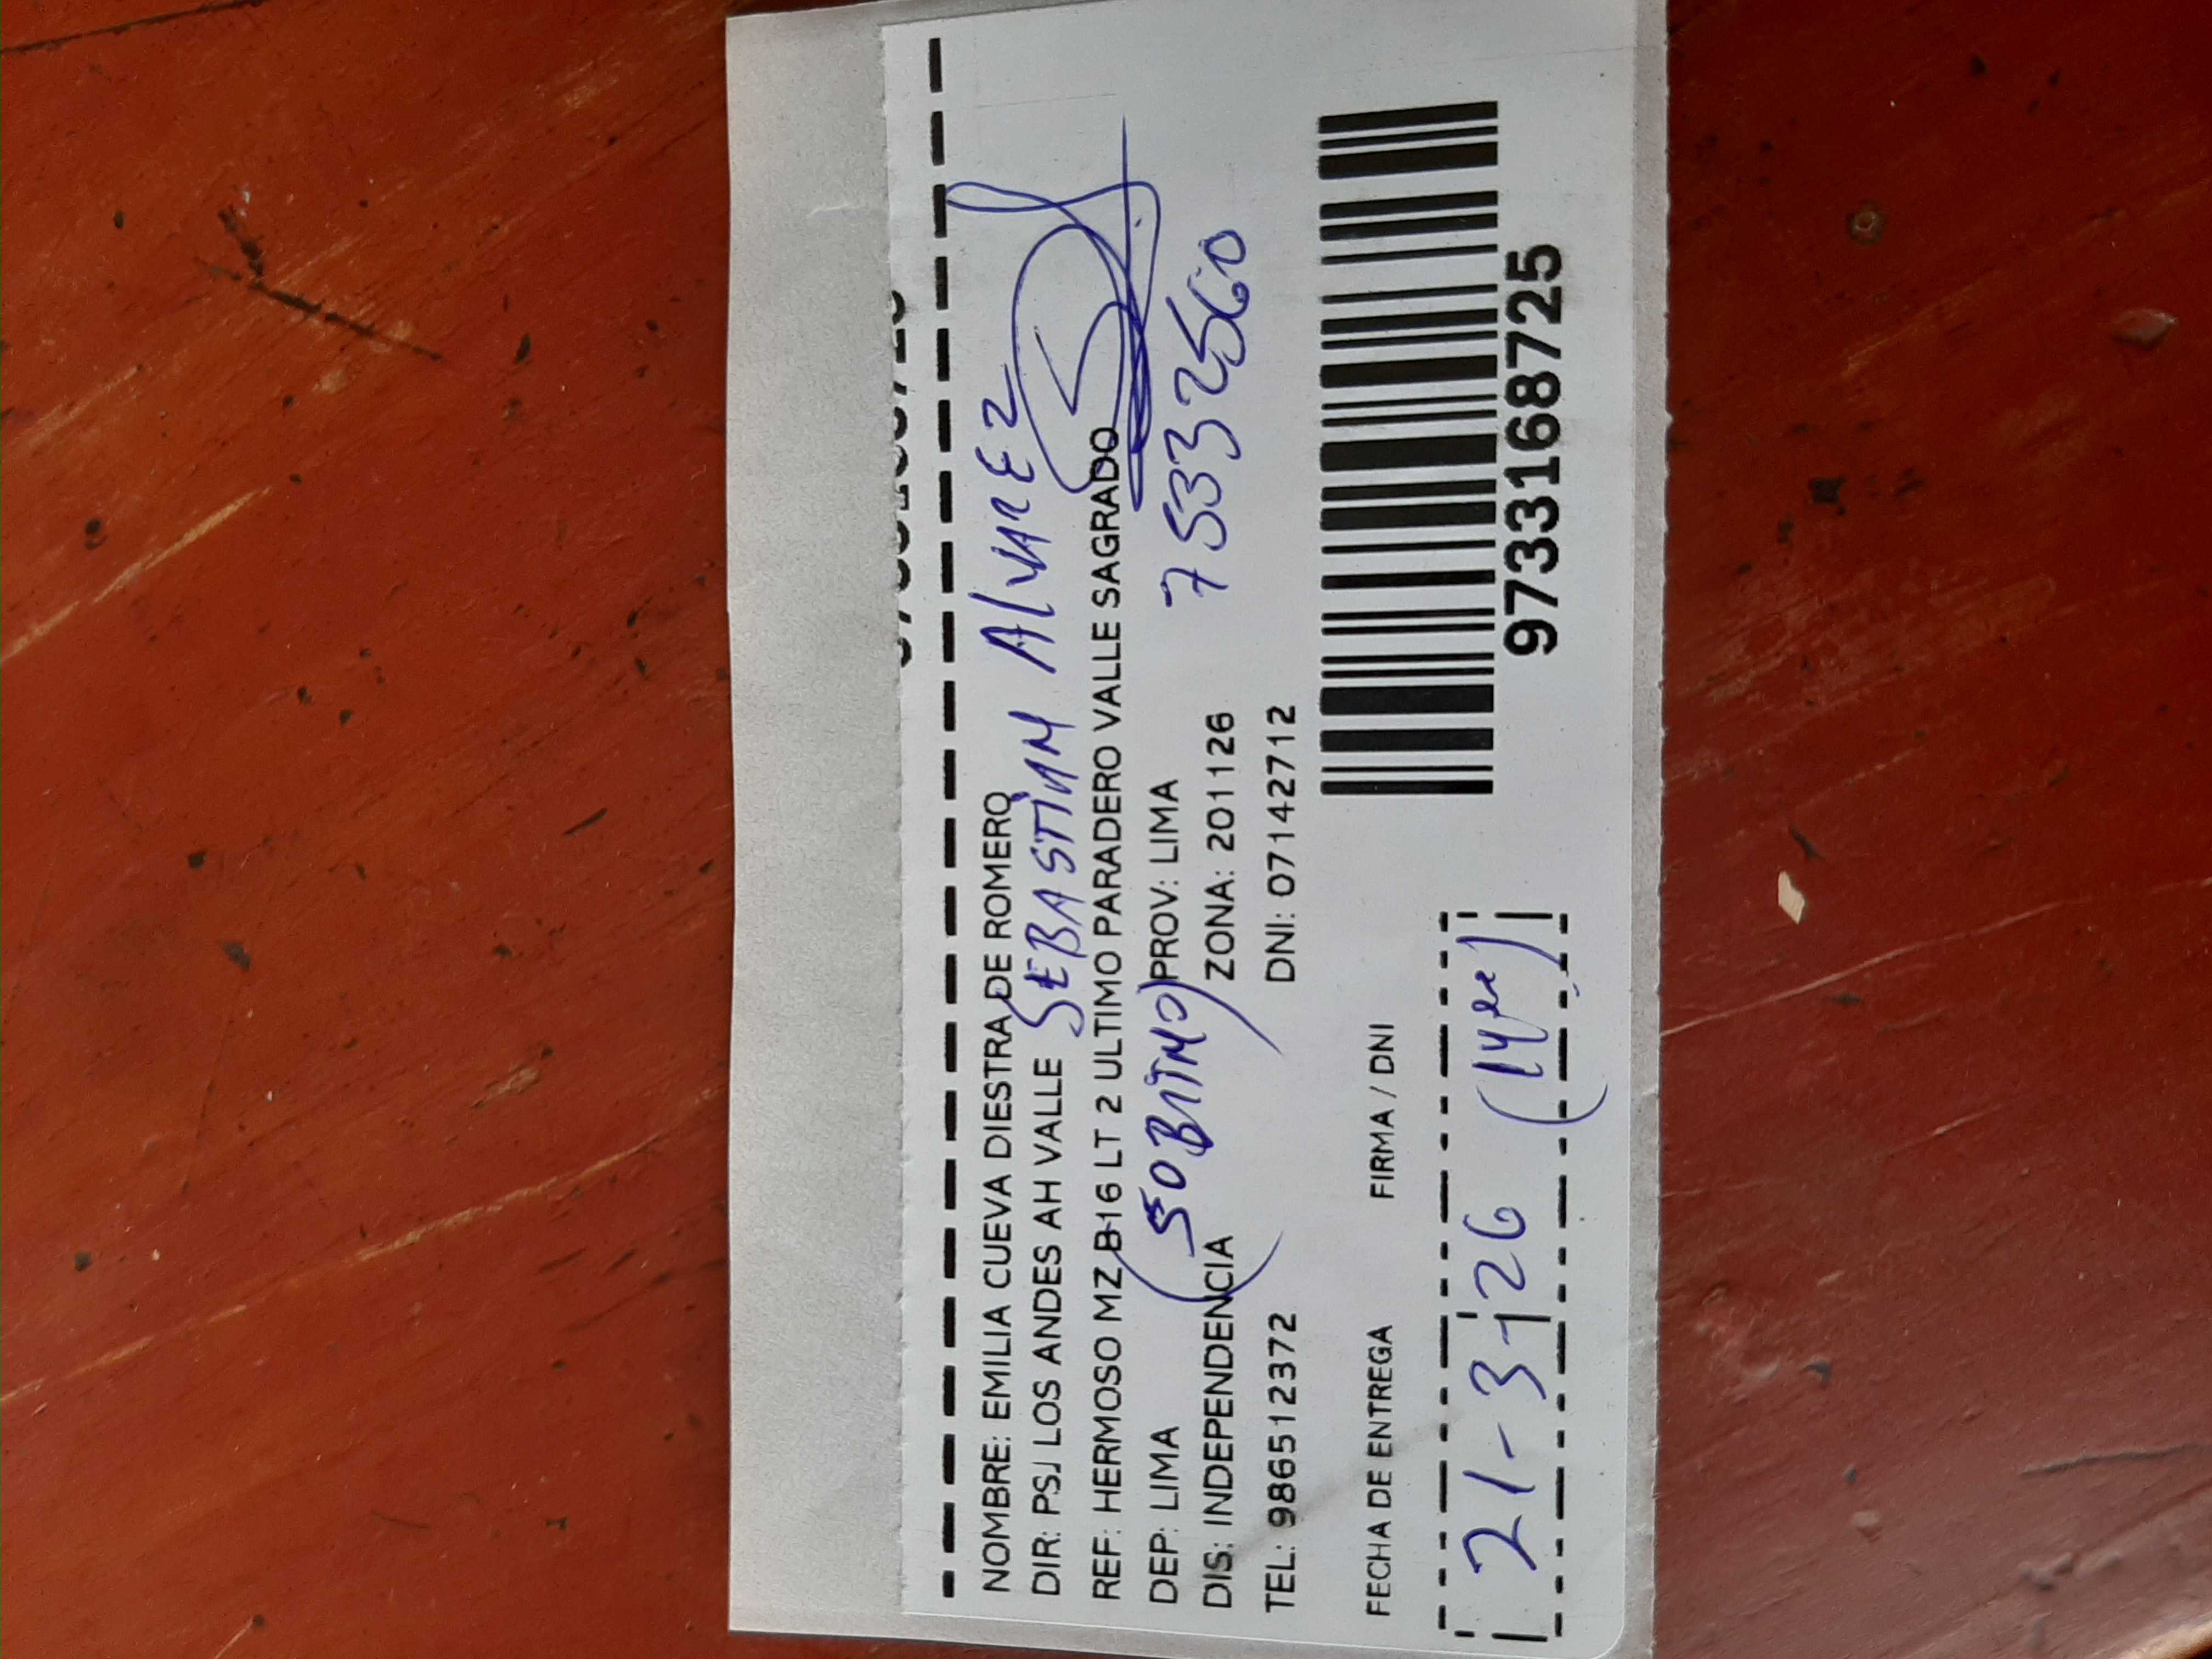 NOMBRE: EMILIA CUEVA DIESTRA DE ROMERO
DIR: PSJ LOS ANDES AH VALLE
SEBASTIAN ALVAREZ
REF: HERMOSO MZ B16 LT 2 ULTIMO PARADERO VALLE SAGRADO
DEP: LIMA
(SOBRINO)
PROV: LIMA
DIS: INDEPENDENCIA
ZONA: 201126
75332560
TEL: 986512372
DNI: 07142712
FECHA DE ENTREGA
FIRMA / DNI
973316873725
21-3-26